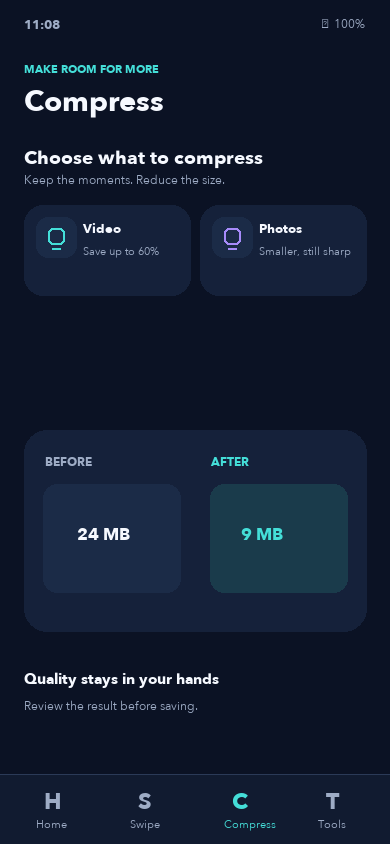 11:08 100%
MAKE ROOM FOR MORE
Compress
Choose what to compress
Keep the moments. Reduce the size.
Video
Save up to 60%
Photos
Smaller, still sharp
BEFORE AFTER
24 MB 9 MB
Quality stays in your hands
Review the result before saving.
H S C T
Home Swipe Compress Tools